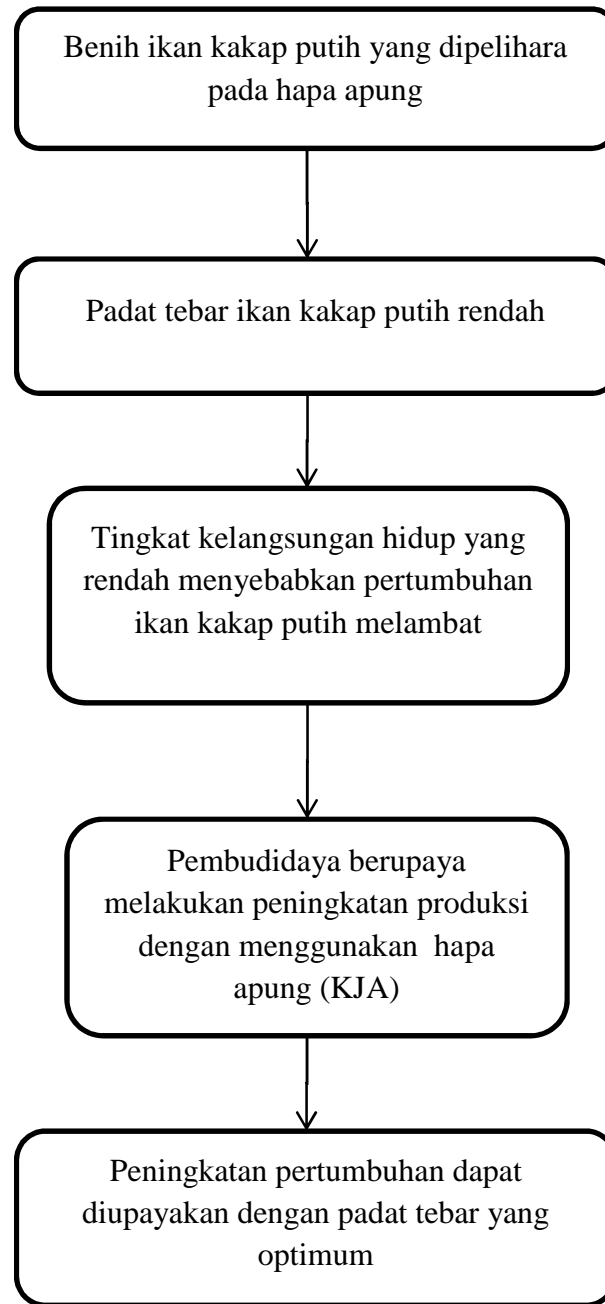 Benih ikan kakap putih yang dipelihara
pada hapa apung
Padat tebar ikan kakap putih rendah
Tingkat kelangsungan hidup yang
rendah menyebabkan pertumbuhan
ikan kakap putih melambat
Pembudidaya berupaya
melakukan peningkatan produksi
dengan menggunakan hapa
apung (KJA)
Peningkatan pertumbuhan dapat
diupayakan dengan padat tebar yang
optimum